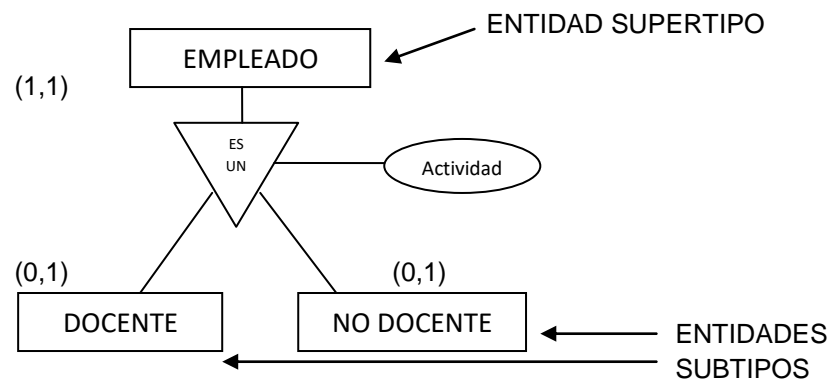 ENTIDAD SUPERTIPO
EMPLEADO
(1,1)
ES
UN
Actividad
(0,1)
(0,1)
DOCENTE
NO DOCENTE
ENTIDADES
SUBTIPOS